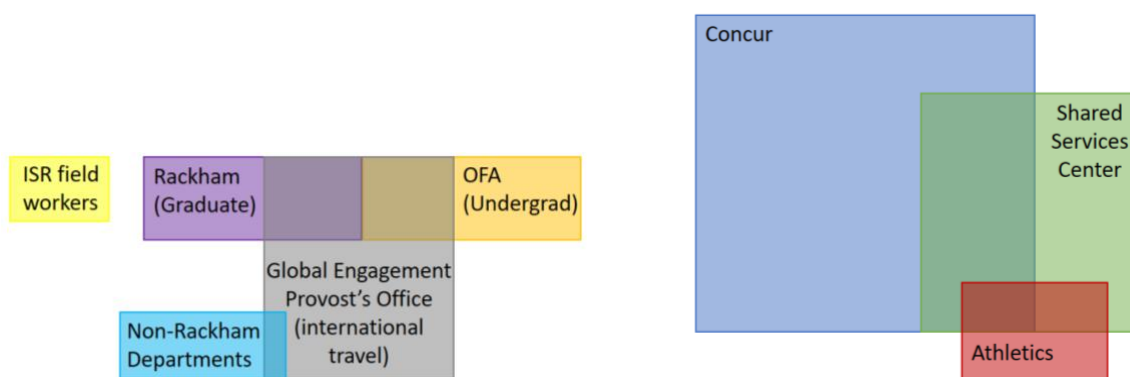 Concur
Shared
Services
Center
ISR field
workers
Rackham
(Graduate)
OFA
(Undergrad)
Global Engagement
Provost's Office
(international
travel)
Non-Rackham
Departments
Athletics